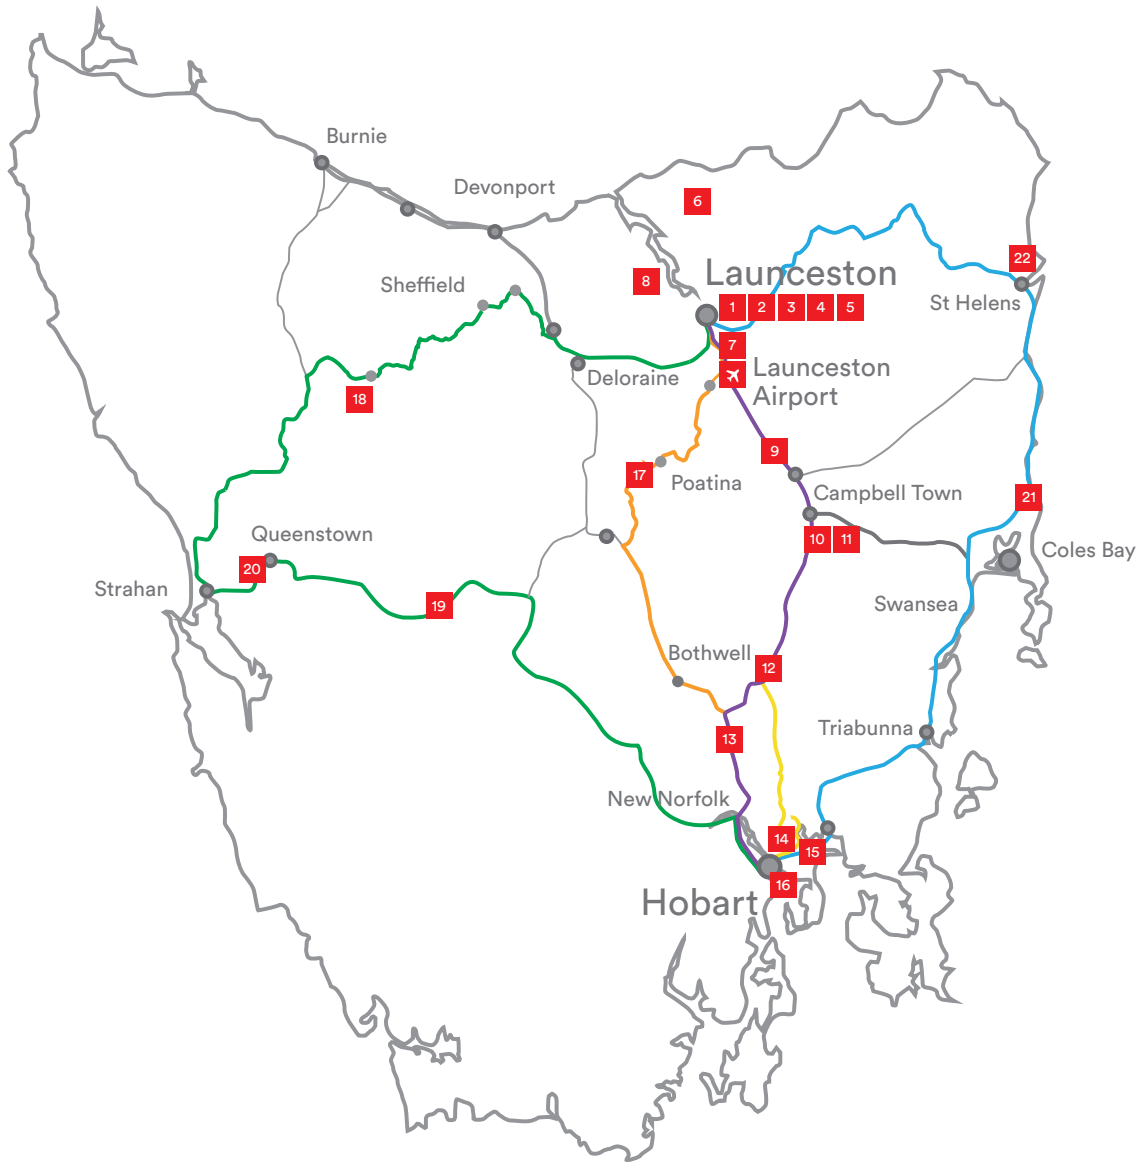 Burnie
Devonport
6
22
Launceston
8
Sheffield
St Helens
1 2 3 4 5
7
Launceston
Airport
Deloraine
18
9
17
Poatina
Campbell Town
21
Queenstown
10 11
Coles Bay
20
Strahan
19
Swansea
Bothwell
12
Triabunna
13
New Norfolk
14
15
16
Hobart